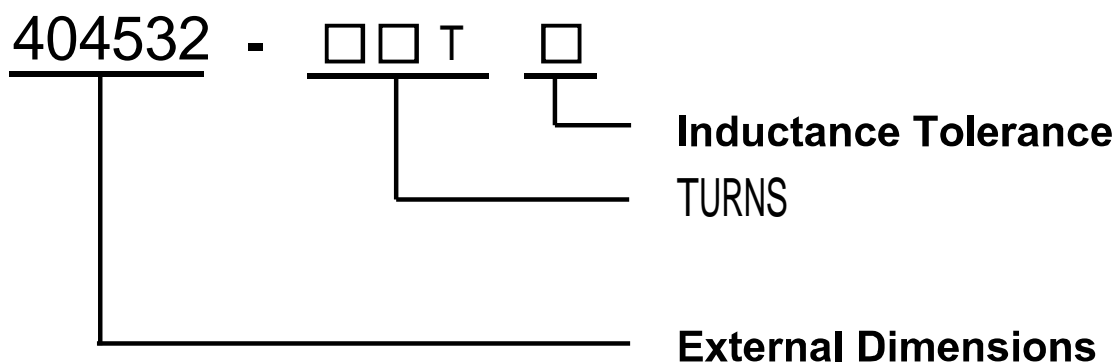 404532 - □□ T □
Inductance Tolerance
TURNS
External Dimensions